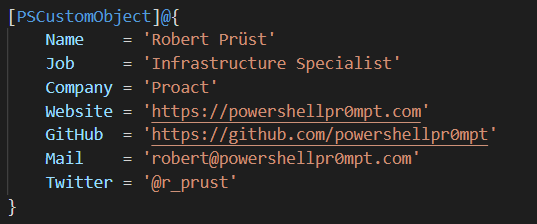 [PSCustomObject]@{
    Name    = 'Robert Prüst'
    Job     = 'Infrastructure Specialist'
    Company = 'Proact'
    Website = 'https://powershellpr0mpt.com'
    GitHub  = 'https://github.com/powershellpr0mpt'
    Mail    = 'robert@powershellpr0mpt.com'
    Twitter = '@r_prust'
}